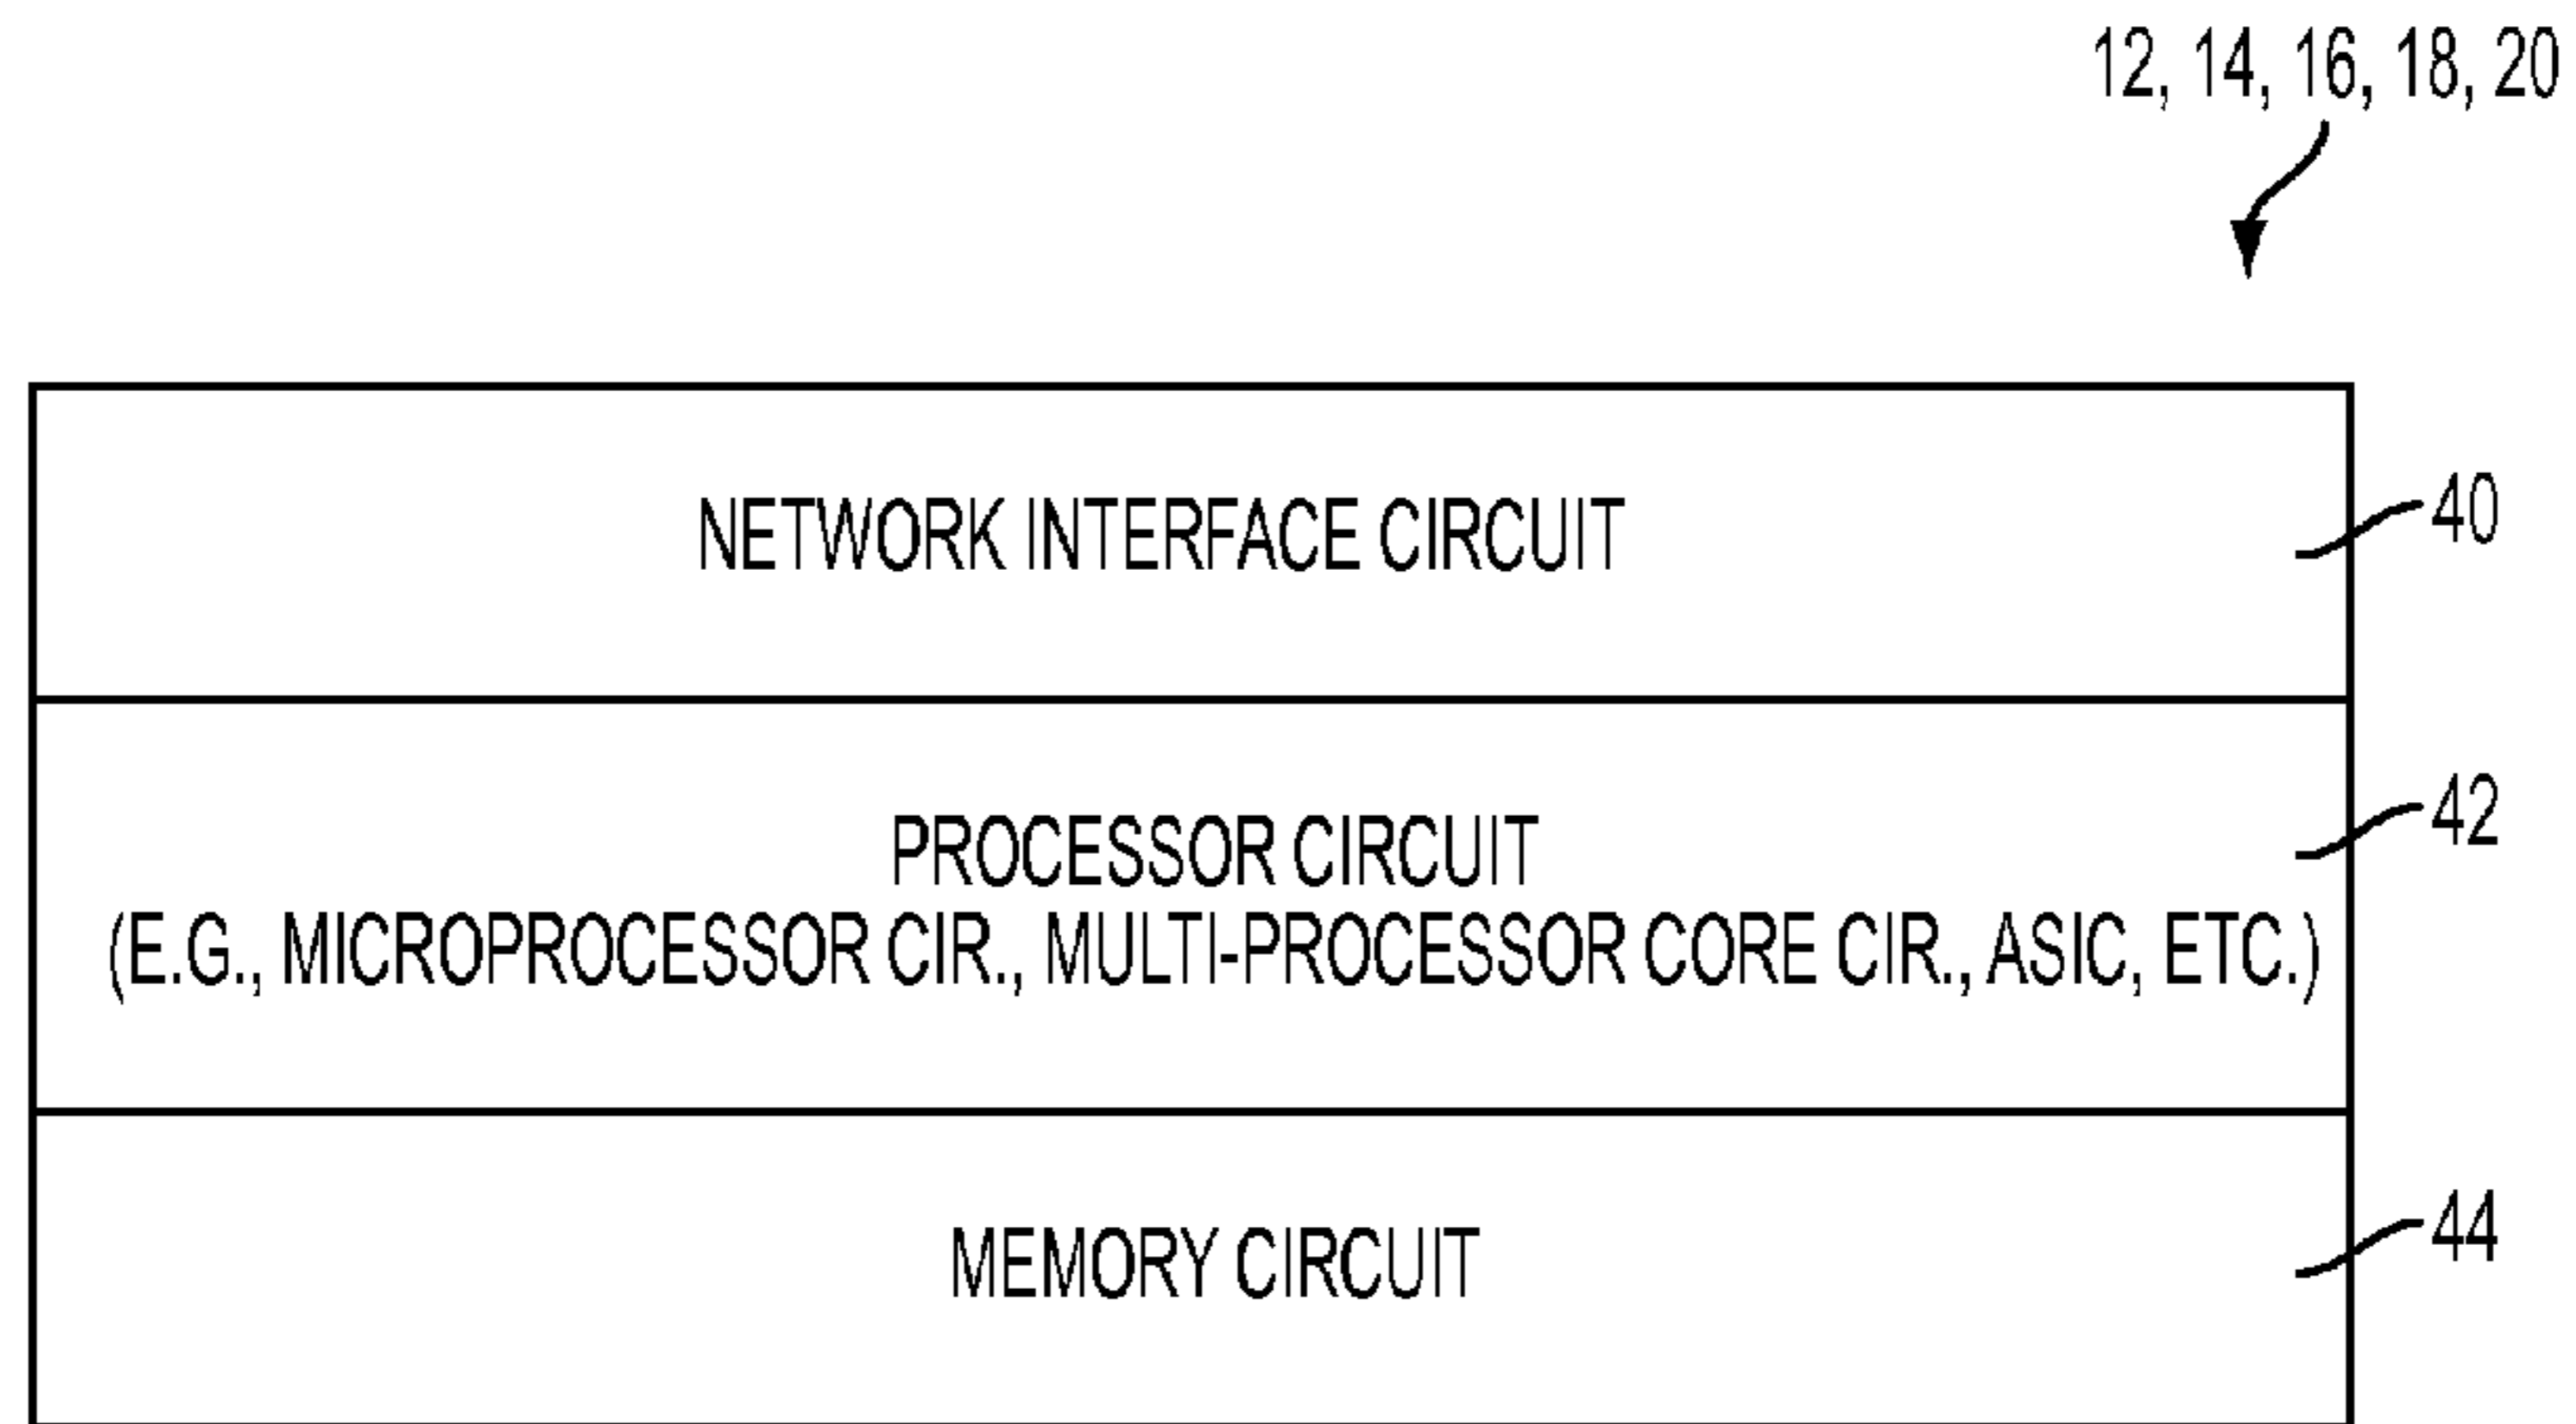 12, 14, 16, 18, 20
NETWORK INTERFACE CIRCUIT
40
PROCESSOR CIRCUIT
(E.G., MICROPROCESSOR CIR., MULTI-PROCESSOR CORE CIR., ASIC, ETC.)
42
MEMORY CIRCUIT
44